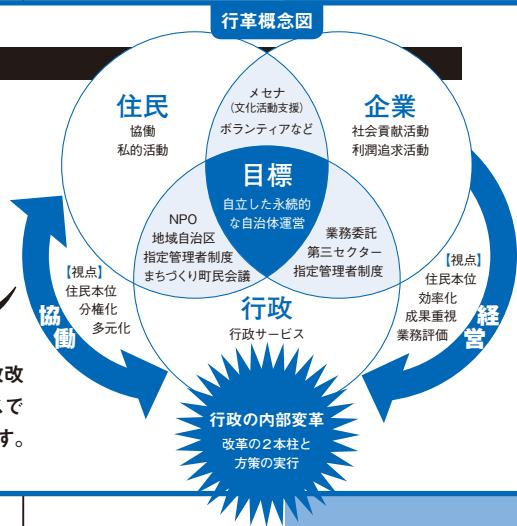 行革概念図
住民
協働
私的活動
メセナ
(文化活動支援)
ボランティアなど
企業
社会貢献活動
利潤追求活動
目標
自立した永続的
な自治体運営
NPO
地域自治区
指定管理者制度
まちづくり町民会議
業務委託
第三セクター
指定管理者制度
行政
行政サービス
【視点】
住民本位
分権化
多元化
協働
【視点】
住民本位
効率化
成果重視
業務評価
経営
行政の内部変革
改革の2本柱と
方策の実行
改
で
す。